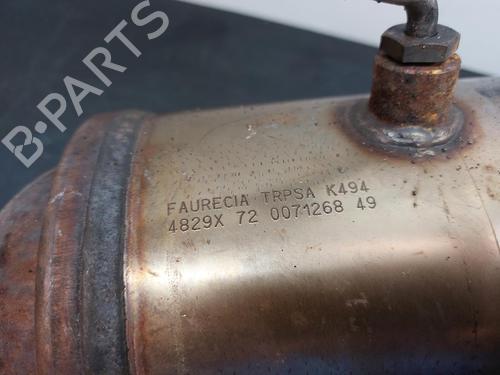 B-PARTS
FAURECIA TRPSA K494
4829X 72 0071268 49